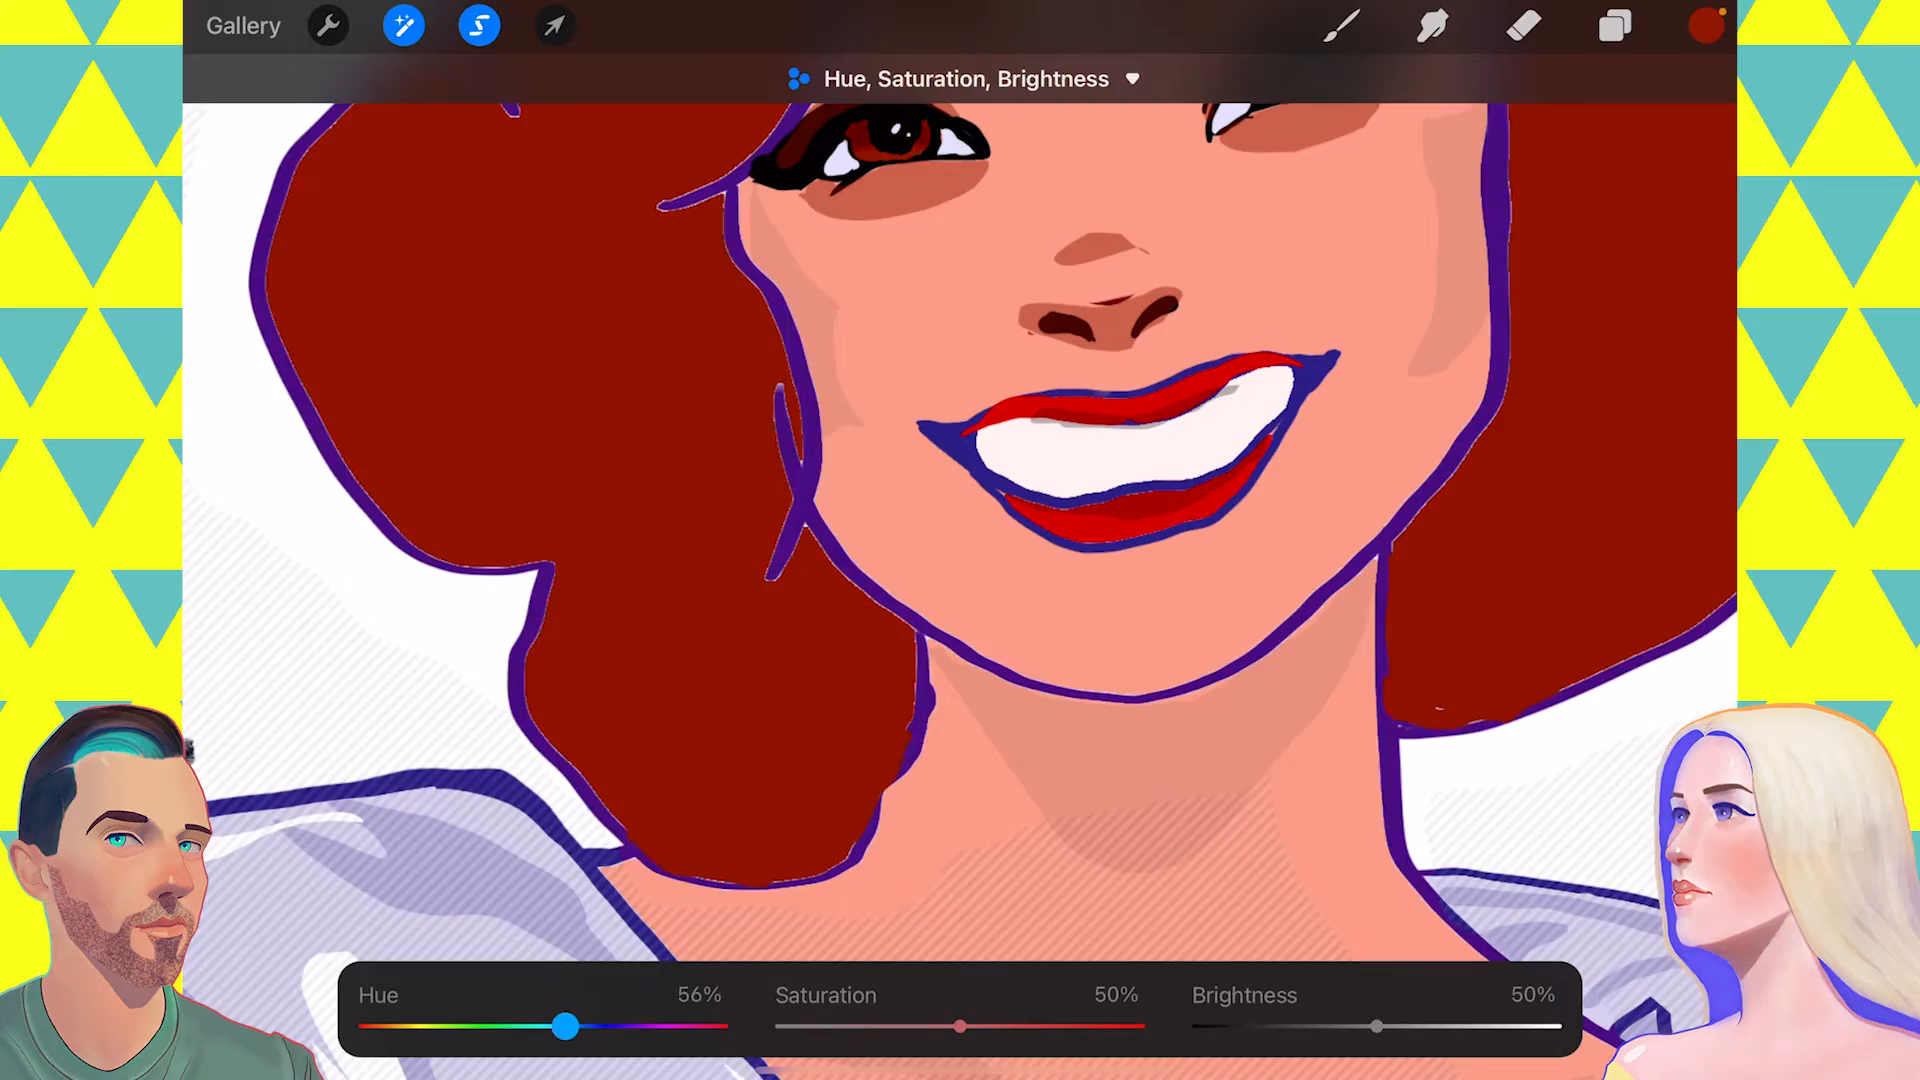 Gallery
Hue, Saturation, Brightness
Hue 56% Saturation 50% Brightness 50%